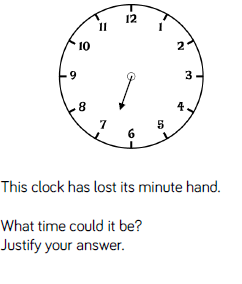 12
11 1
10 2
9 3
8 4
7 5
6
This clock has lost its minute hand.
What time could it be?
Justify your answer.